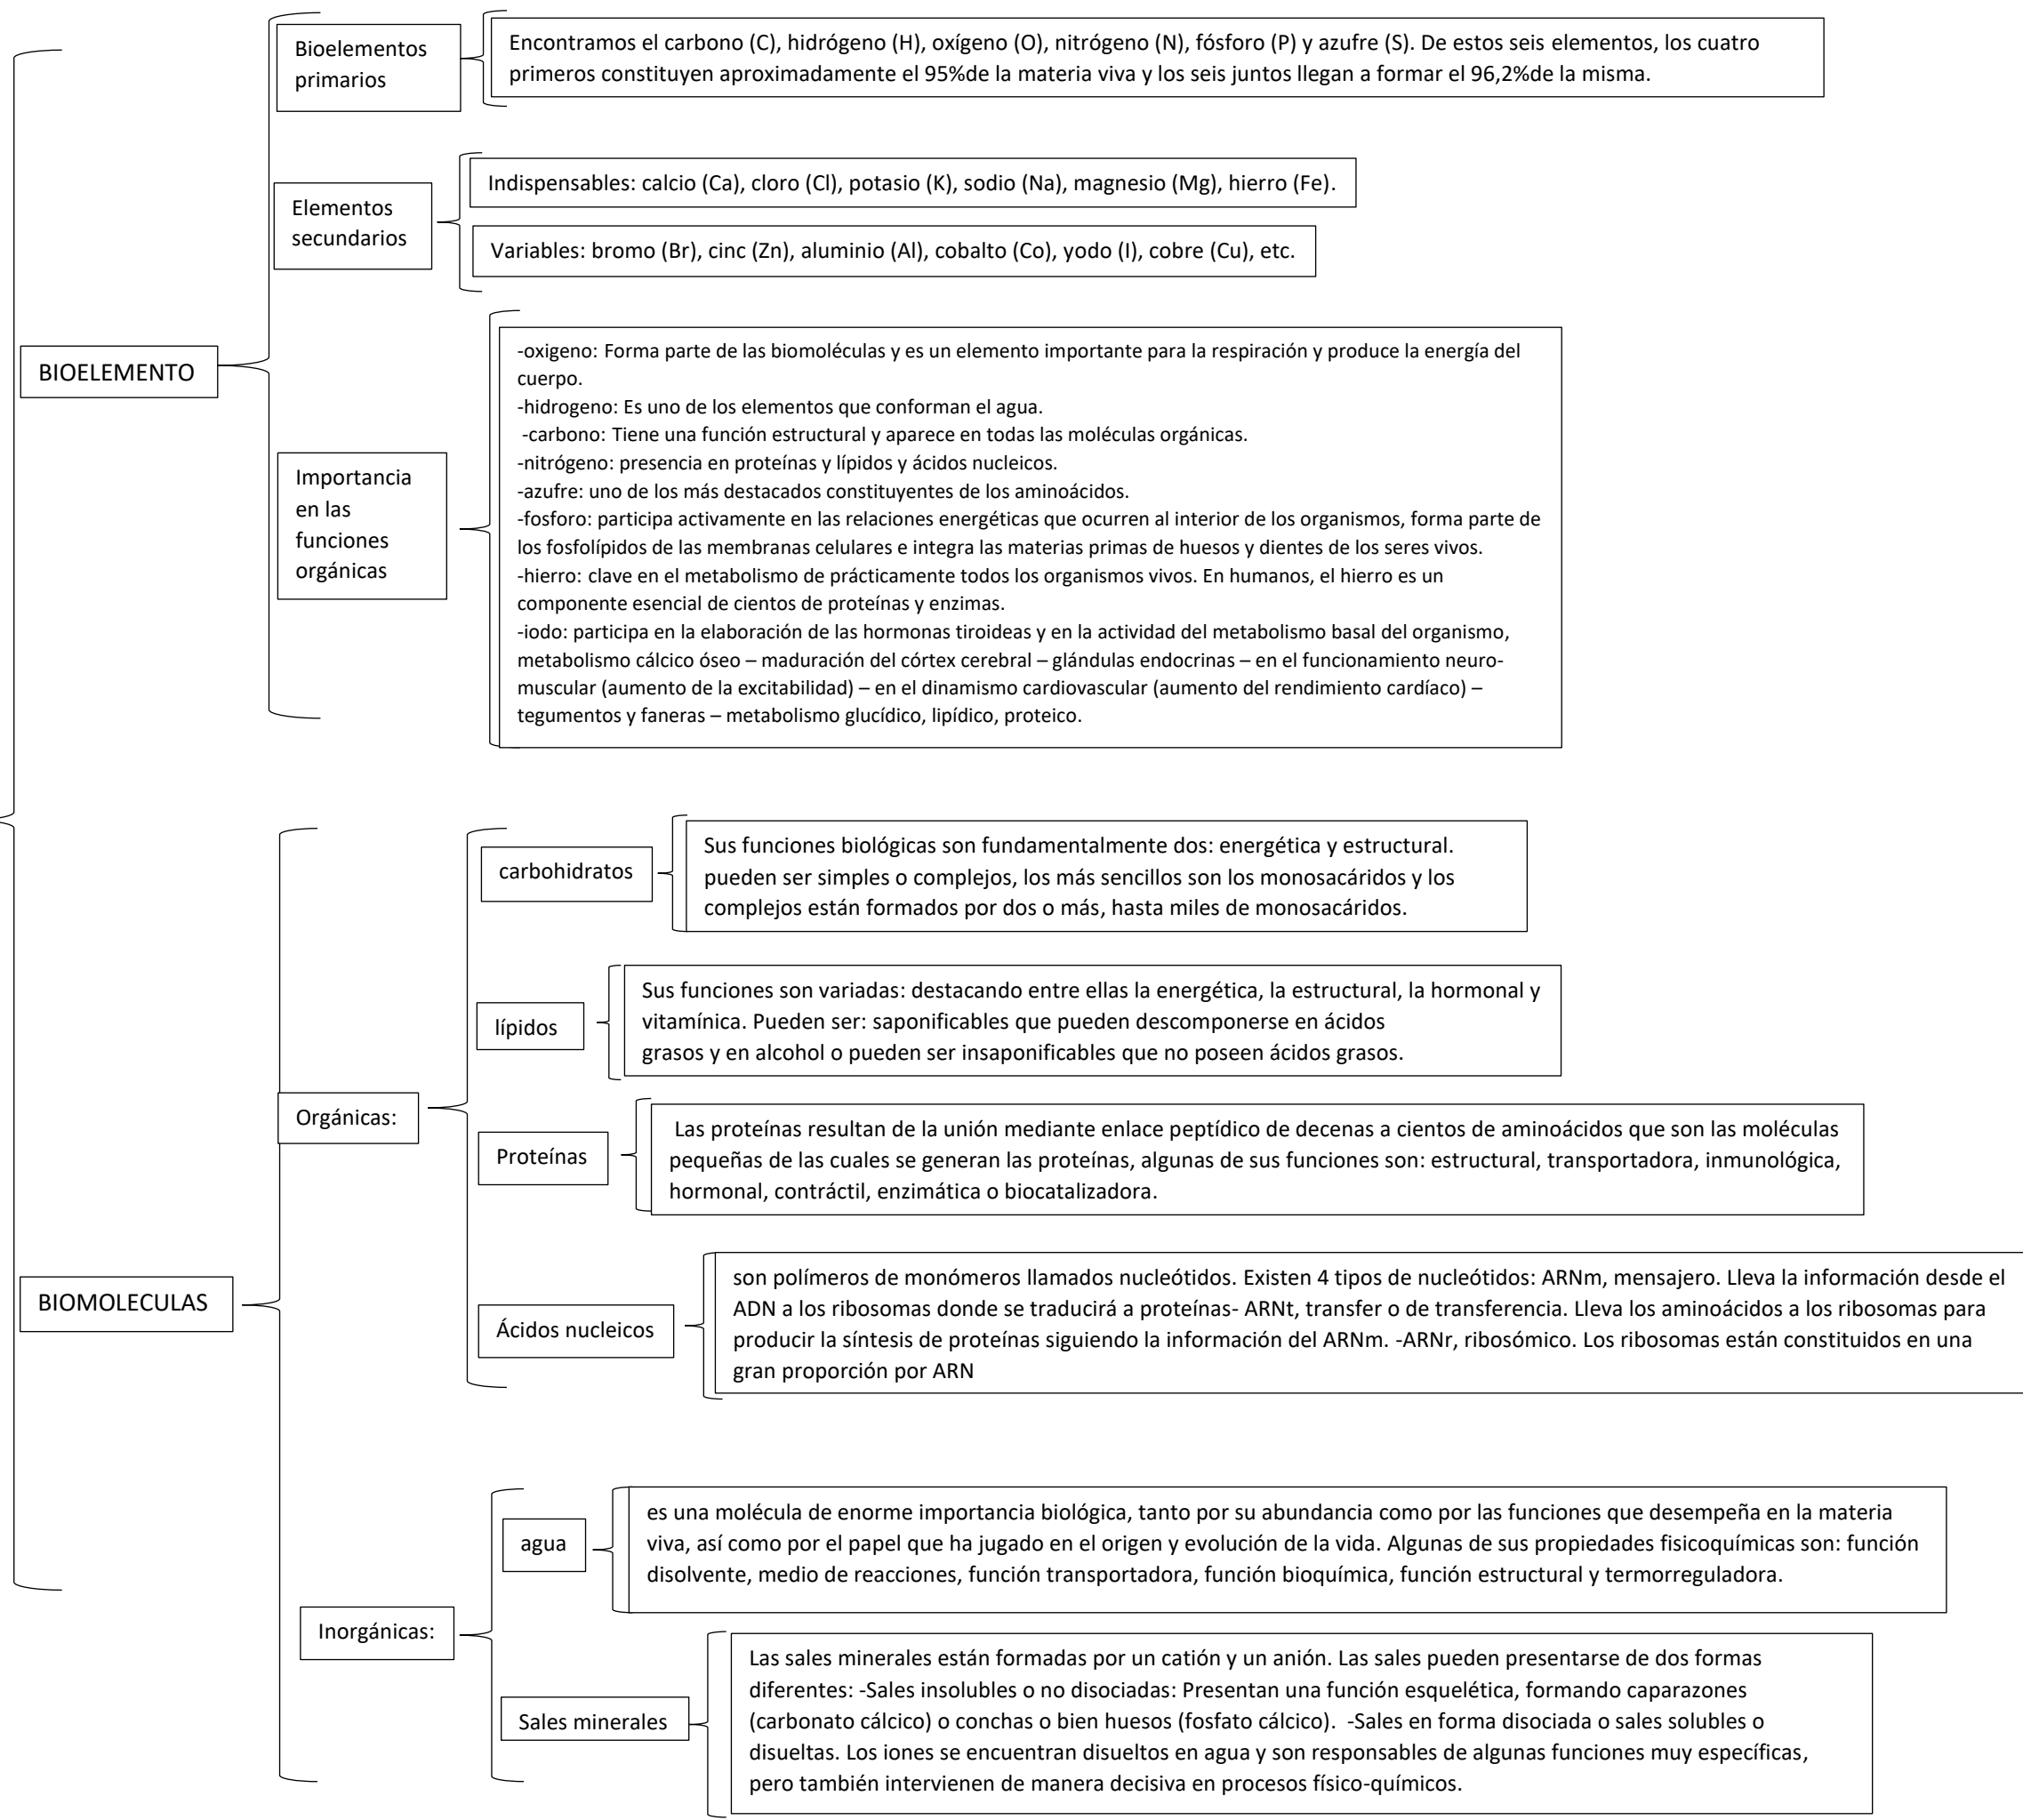 Bioelementos
primarios
Encontramos el carbono (C), hidrógeno (H), oxígeno (O), nitrógeno (N), fósforo (P) y azufre (S). De estos seis elementos, los cuatro
primeros constituyen aproximadamente el 95%de la materia viva y los seis juntos llegan a formar el 96,2%de la misma.
Elementos
secundarios
Indispensables: calcio (Ca), cloro (Cl), potasio (K), sodio (Na), magnesio (Mg), hierro (Fe).
Variables: bromo (Br), cinc (Zn), aluminio (Al), cobalto (Co), yodo (I), cobre (Cu), etc.
BIOELEMENTO
Importancia
en las
funciones
orgánicas
-oxigeno: Forma parte de las biomoléculas y es un elemento importante para la respiración y produce la energía del
cuerpo.
-hidrogeno: Es uno de los elementos que conforman el agua.
-carbono: Tiene una función estructural y aparece en todas las moléculas orgánicas.
-nitrógeno: presencia en proteínas y lípidos y ácidos nucleicos.
-azufre: uno de los más destacados constituyentes de los aminoácidos.
-fosforo: participa activamente en las relaciones energéticas que ocurren al interior de los organismos, forma parte de
los fosfolípidos de las membranas celulares e integra las materias primas de huesos y dientes de los seres vivos.
-hierro: clave en el metabolismo de prácticamente todos los organismos vivos. En humanos, el hierro es un
componente esencial de cientos de proteínas y enzimas.
-iodo: participa en la elaboración de las hormonas tiroideas y en la actividad del metabolismo basal del organismo,
metabolismo cálcico óseo – maduración del córtex cerebral – glándulas endocrinas – en el funcionamiento neuro-
muscular (aumento de la excitabilidad) – en el dinamismo cardiovascular (aumento del rendimiento cardíaco) –
tegumentos y faneras – metabolismo glucídico, lipídico, proteico.
BIOMOLECULAS
Orgánicas:
carbohidratos
Sus funciones biológicas son fundamentalmente dos: energética y estructural.
pueden ser simples o complejos, los más sencillos son los monosacáridos y los
complejos están formados por dos o más, hasta miles de monosacáridos.
lípidos
Sus funciones son variadas: destacando entre ellas la energética, la estructural, la hormonal y
vitamínica. Pueden ser: saponificables que pueden descomponerse en ácidos
grasos y en alcohol o pueden ser insaponificables que no poseen ácidos grasos.
Proteínas
Las proteínas resultan de la unión mediante enlace peptídico de decenas a cientos de aminoácidos que son las moléculas
pequeñas de las cuales se generan las proteínas, algunas de sus funciones son: estructural, transportadora, inmunológica,
hormonal, contráctil, enzimática o biocatalizadora.
Ácidos nucleicos
son polímeros de monómeros llamados nucleótidos. Existen 4 tipos de nucleótidos: ARNm, mensajero. Lleva la información desde el
ADN a los ribosomas donde se traducirá a proteínas- ARNt, transfer o de transferencia. Lleva los aminoácidos a los ribosomas para
producir la síntesis de proteínas siguiendo la información del ARNm. -ARNr, ribosómico. Los ribosomas están constituidos en una
gran proporción por ARN
Inorgánicas:
agua
es una molécula de enorme importancia biológica, tanto por su abundancia como por las funciones que desempeña en la materia
viva, así como por el papel que ha jugado en el origen y evolución de la vida. Algunas de sus propiedades fisicoquímicas son: función
disolvente, medio de reacciones, función transportadora, función bioquímica, función estructural y termorreguladora.
Sales minerales
Las sales minerales están formadas por un catión y un anión. Las sales pueden presentarse de dos formas
diferentes: -Sales insolubles o no disociadas: Presentan una función esquelética, formando caparazones
(carbonato cálcico) o conchas o bien huesos (fosfato cálcico). -Sales en forma disociada o sales solubles o
disueltas. Los iones se encuentran disueltos en agua y son responsables de algunas funciones muy específicas,
pero también intervienen de manera decisiva en procesos físico-químicos.